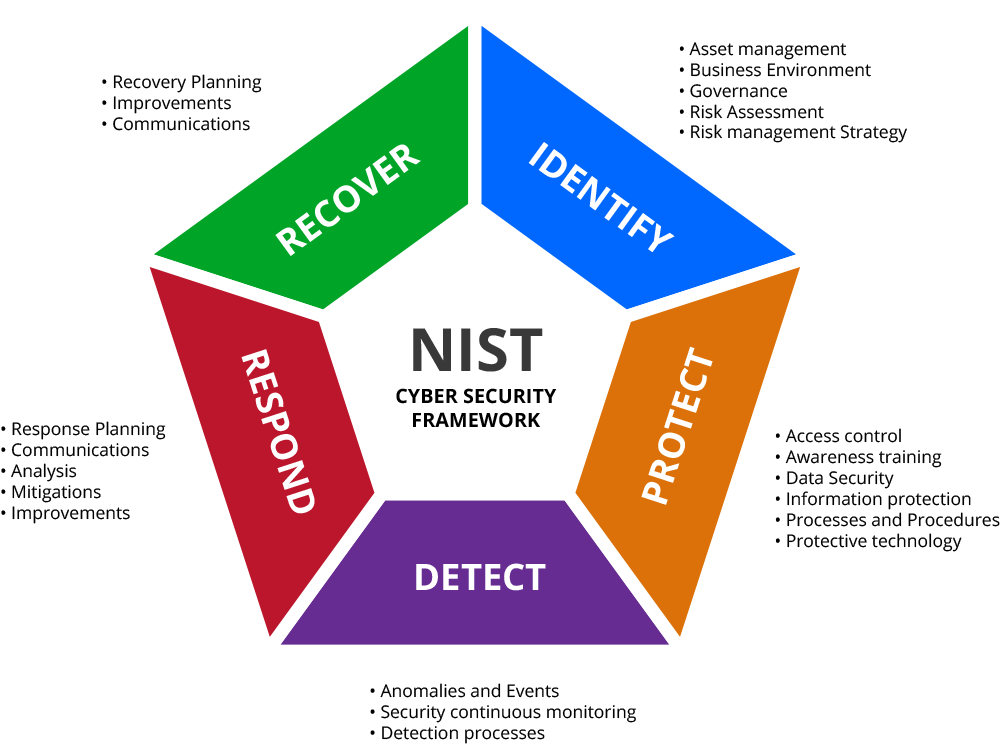 • Recovery Planning
• Improvements
• Communications
• Asset management
• Business Environment
• Governance
• Risk Assessment
• Risk management Strategy
RECOVER
IDENTIFY
NIST
CYBER SECURITY
FRAMEWORK
RESPOND
PROTECT
• Response Planning
• Communications
• Analysis
• Mitigations
• Improvements
• Access control
• Awareness training
• Data Security
• Information protection
• Processes and Procedures
• Protective technology
DETECT
• Anomalies and Events
• Security continuous monitoring
• Detection processes